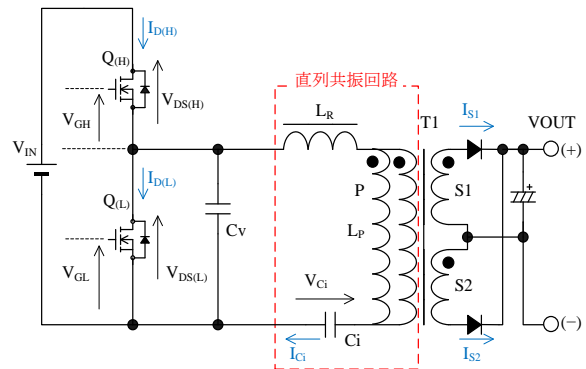 I_D(H)
Q_(H)
V_DS(H)
V_GH
V_IN
I_D(L)
Q_(L)
V_DS(L)
V_GL
Cv
直列共振回路
L_R
P
L_P
V_Ci
I_Ci
Ci
T1
I_S1
VOUT
(+)
S1
S2
(−)
I_S2
+